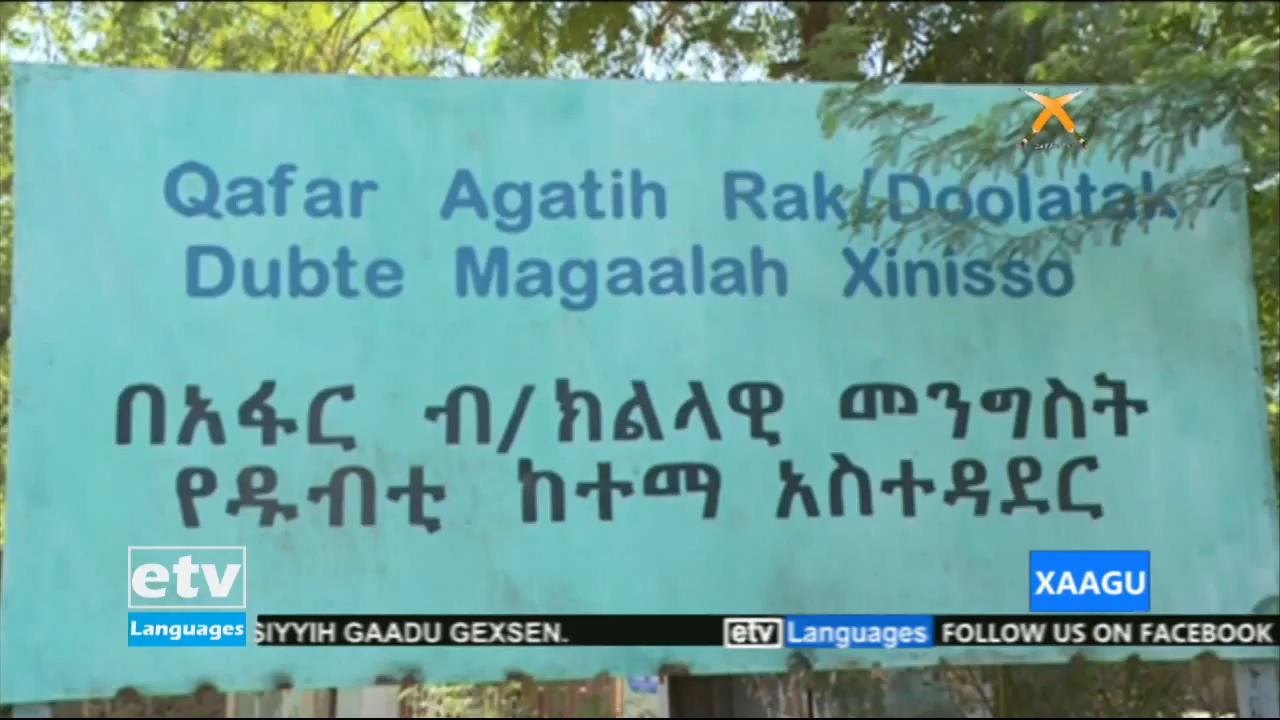 Qafar Agatih Rak/Doolatak
Dubte Magaalah Xinisso
በአፋር ብ/ክልላዊ መንግስት
የዱብቲ ከተማ አስተዳደር
etv
Languages
XAAGU
SIYYIH GAADU GEXSEN. etv Languages FOLLOW US ON FACEBOOK